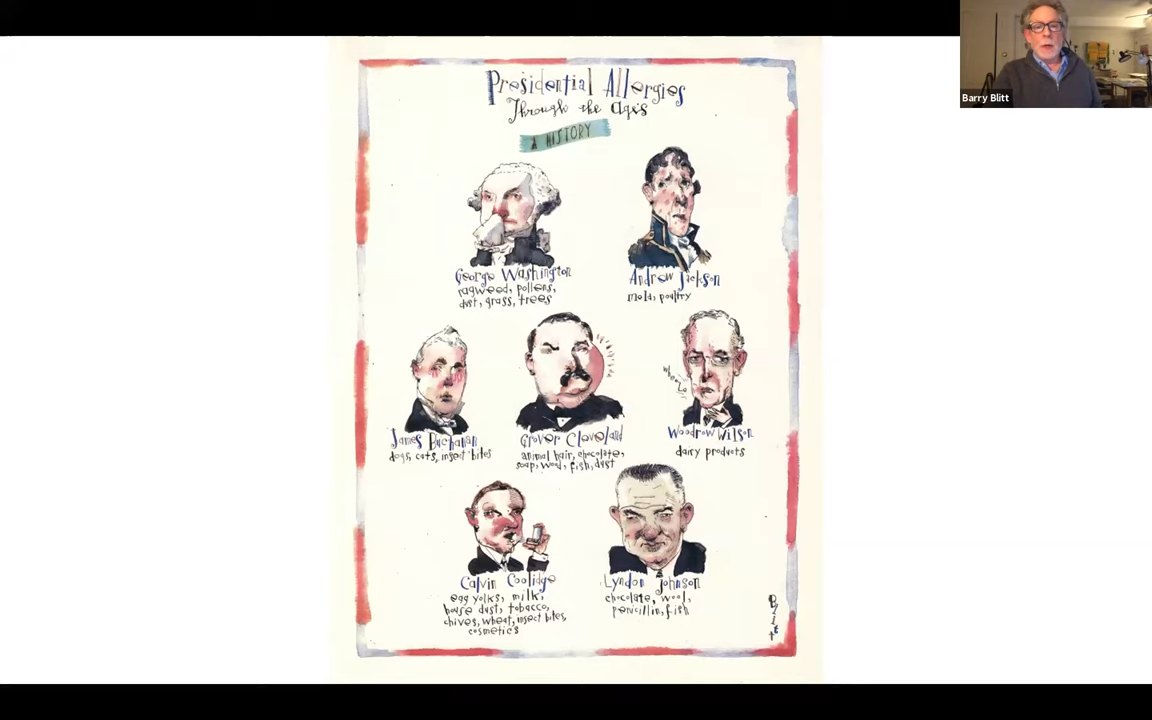 Barry Blitt
Presidential Allergies
Through the Ages
A HISTORY
George Washington
ragweed, pollens,
dust, grass, trees
Andrew Jackson
mold, poultry
James Buchanan
dogs, cats, insect bites
Grover Cleveland
animal hair, chocolate,
soap, wool, fish, dust
Woodrow Wilson
dairy products
Calvin Coolidge
egg yolks, milk,
house dust, tobacco,
chives, wheat, insect bites,
cosmetics
Lyndon Johnson
chocolate, wool,
penicillin, fish
Blitt